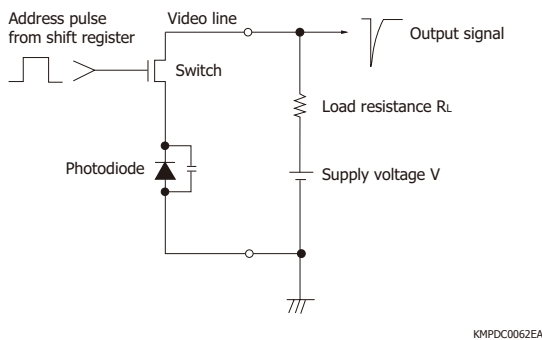 Address pulse
from shift register
Video line
Output signal
Switch
Load resistance RL
Photodiode
Supply voltage V
KMPDC0062EA